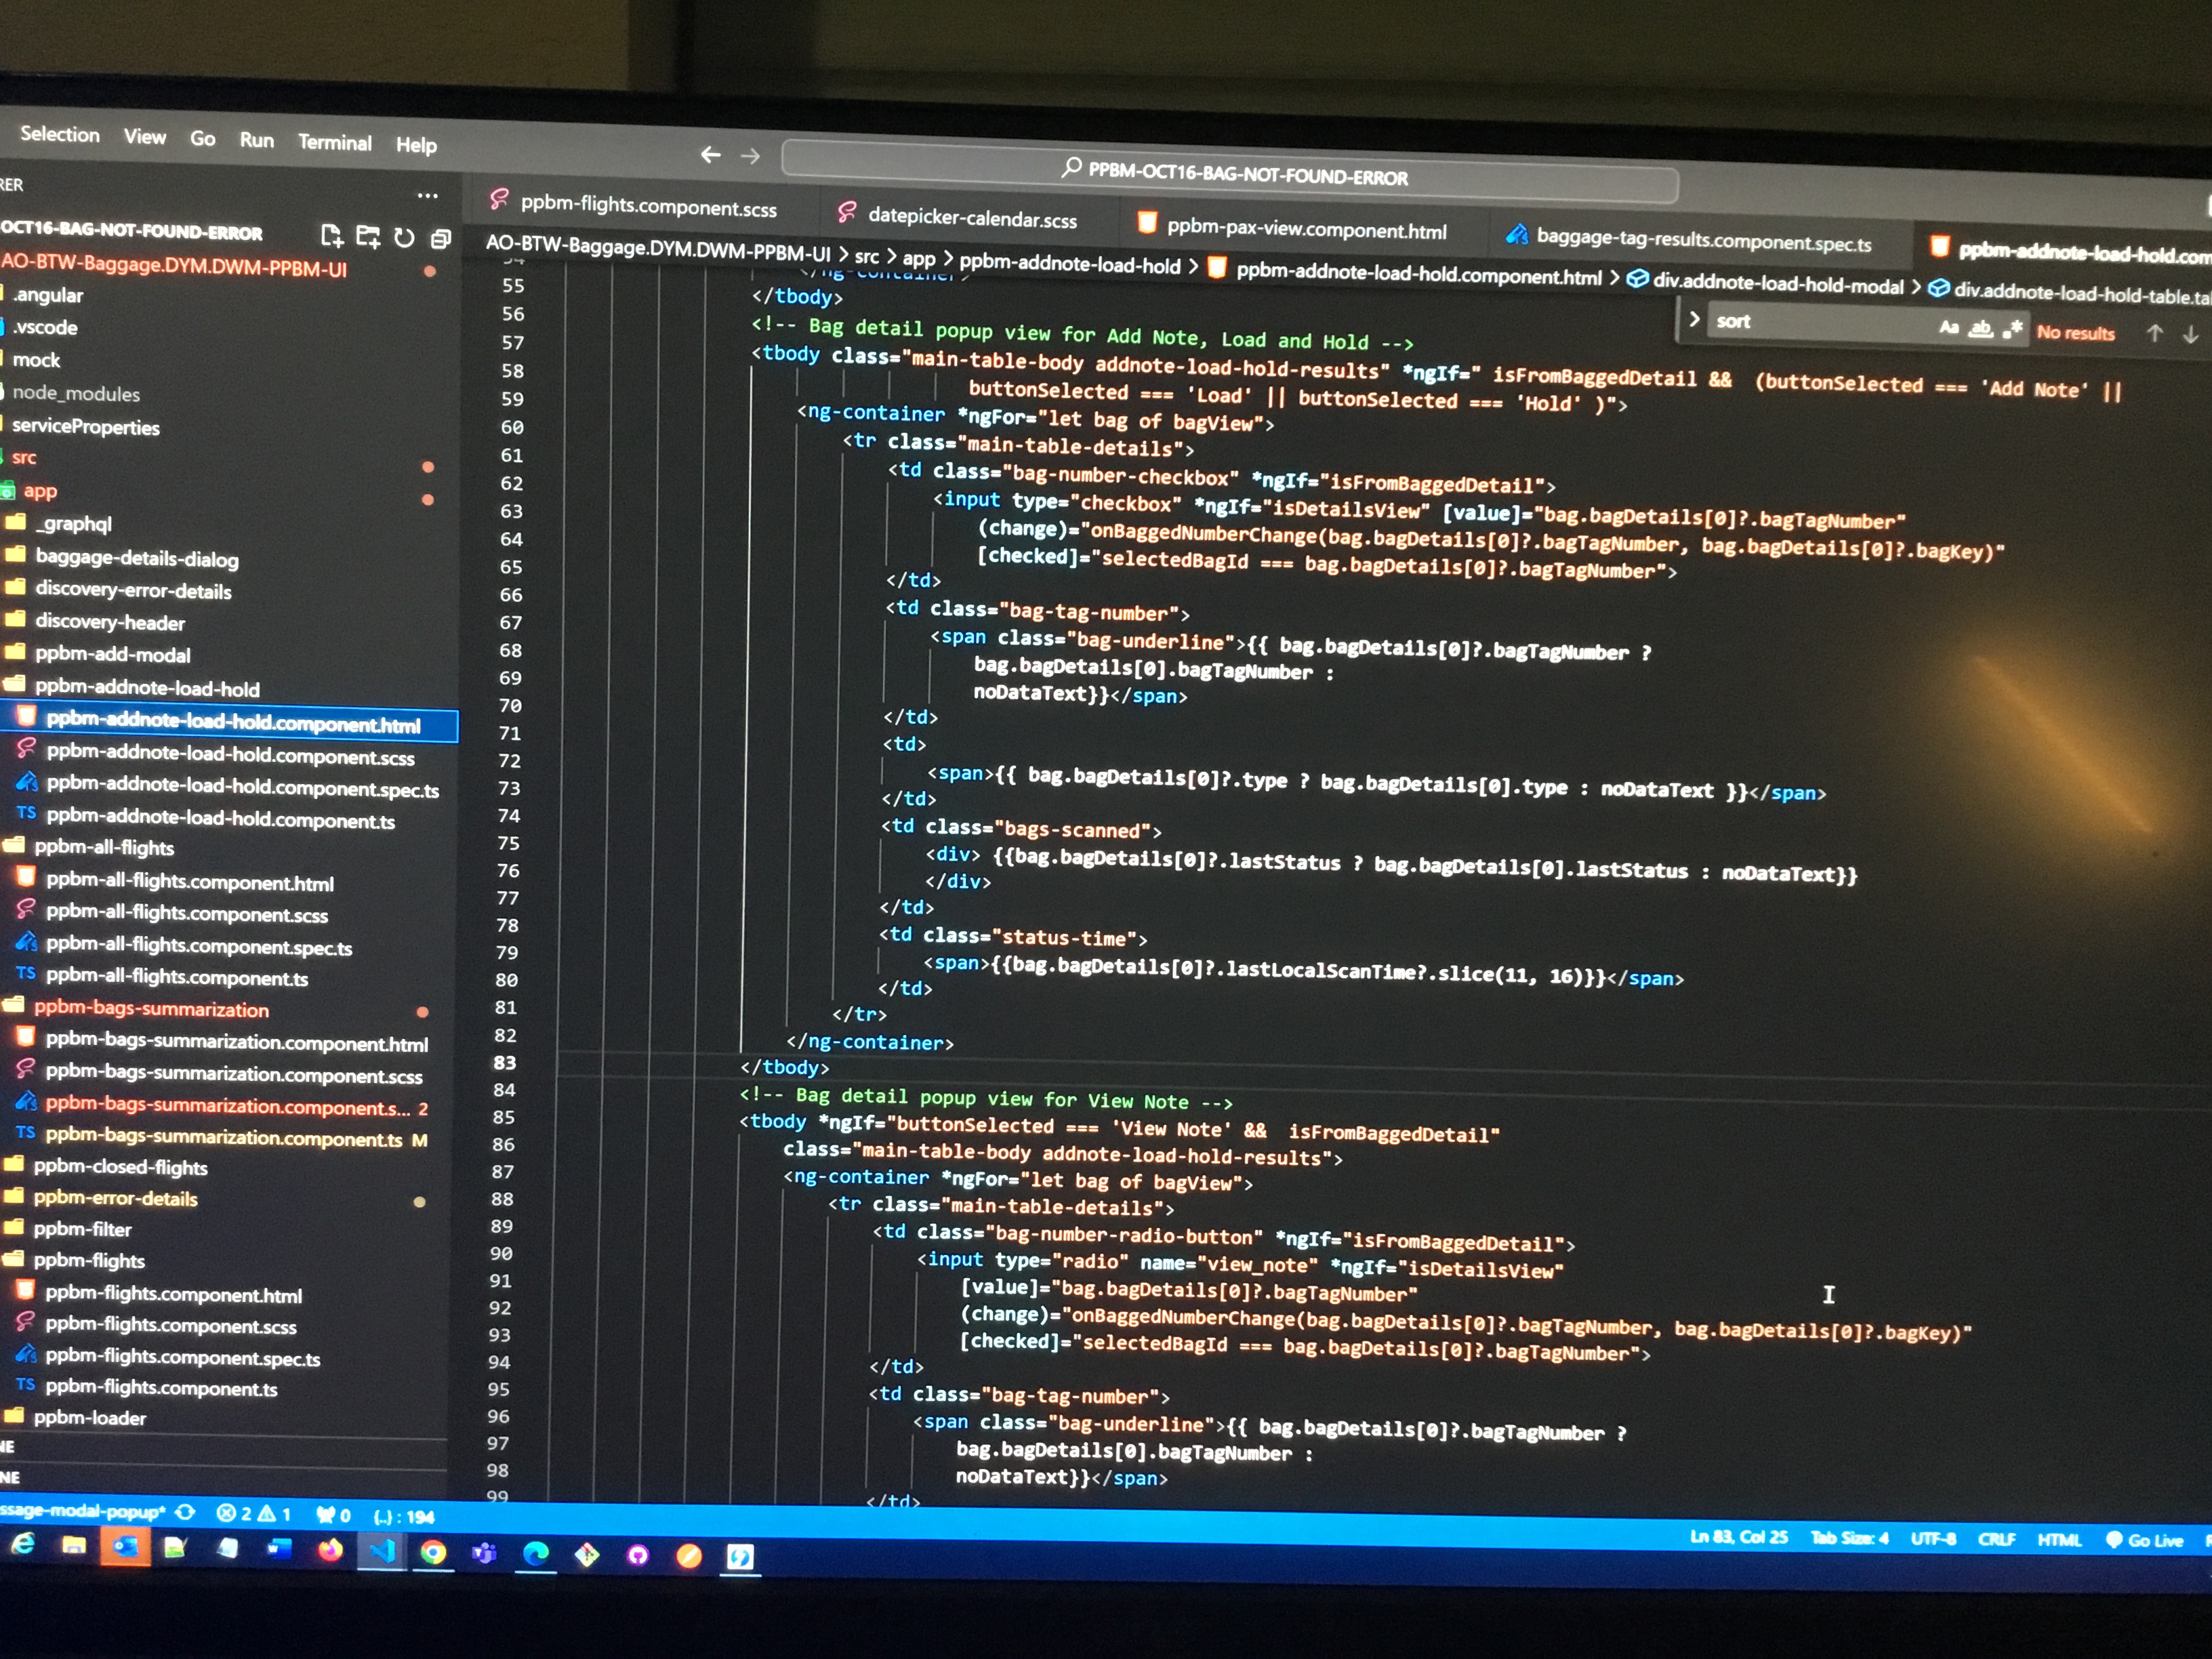 Selection View Go Run Terminal Help
PPBM-OCT16-BAG-NOT-FOUND-ERROR
RER
OCT16-BAG-NOT-FOUND-ERROR
AO-BTW-Baggage.DYM.DWM-PPBM-UI
.angular
.vscode
mock
node_modules
serviceProperties
src
app
_graphql
baggage-details-dialog
discovery-error-details
discovery-header
ppbm-add-modal
ppbm-addnote-load-hold
ppbm-addnote-load-hold.component.html
ppbm-addnote-load-hold.component.scss
ppbm-addnote-load-hold.component.spec.ts
TS ppbm-addnote-load-hold.component.ts
ppbm-all-flights
ppbm-all-flights.component.html
ppbm-all-flights.component.scss
ppbm-all-flights.component.spec.ts
TS ppbm-all-flights.component.ts
ppbm-bags-summarization
ppbm-bags-summarization.component.html
ppbm-bags-summarization.component.scss
ppbm-bags-summarization.component.s... 2
TS ppbm-bags-summarization.component.ts M
ppbm-closed-flights
ppbm-error-details
ppbm-filter
ppbm-flights
ppbm-flights.component.html
ppbm-flights.component.scss
ppbm-flights.component.spec.ts
TS ppbm-flights.component.ts
ppbm-loader
NE
NE
ppbm-flights.component.scss datepicker-calendar.scss ppbm-pax-view.component.html baggage-tag-results.component.spec.ts ppbm-addnote-load-hold.com
AO-BTW-Baggage.DYM.DWM-PPBM-UI > src > app > ppbm-addnote-load-hold > ppbm-addnote-load-hold.component.html > div.addnote-load-hold-modal > div.addnote-load-hold-table.ta
> sort Aa ab No results
54 </ng-container>
55 </tbody>
56 <!-- Bag detail popup view for Add Note, Load and Hold -->
57 <tbody class="main-table-body addnote-load-hold-results" *ngIf=" isFromBaggedDetail && (buttonSelected === 'Add Note' ||
58 buttonSelected === 'Load' || buttonSelected === 'Hold' )">
59 <ng-container *ngFor="let bag of bagView">
60 <tr class="main-table-details">
61 <td class="bag-number-checkbox" *ngIf="isFromBaggedDetail">
62 <input type="checkbox" *ngIf="isDetailsView" [value]="bag.bagDetails[0]?.bagTagNumber"
63 (change)="onBaggedNumberChange(bag.bagDetails[0]?.bagTagNumber, bag.bagDetails[0]?.bagKey)"
64 [checked]="selectedBagId === bag.bagDetails[0]?.bagTagNumber">
65 </td>
66 <td class="bag-tag-number">
67 <span class="bag-underline">{{ bag.bagDetails[0]?.bagTagNumber ?
68 bag.bagDetails[0].bagTagNumber :
69 noDataText}}</span>
70 </td>
71 <td>
72 <span>{{ bag.bagDetails[0]?.type ? bag.bagDetails[0].type : noDataText }}</span>
73 </td>
74 <td class="bags-scanned">
75 <div> {{bag.bagDetails[0]?.lastStatus ? bag.bagDetails[0].lastStatus : noDataText}}
76 </div>
77 </td>
78 <td class="status-time">
79 <span>{{bag.bagDetails[0]?.lastLocalScanTime?.slice(11, 16)}}</span>
80 </td>
81 </tr>
82 </ng-container>
83 </tbody>
84 <!-- Bag detail popup view for View Note -->
85 <tbody *ngIf="buttonSelected === 'View Note' && isFromBaggedDetail"
86 class="main-table-body addnote-load-hold-results">
87 <ng-container *ngFor="let bag of bagView">
88 <tr class="main-table-details">
89 <td class="bag-number-radio-button" *ngIf="isFromBaggedDetail">
90 <input type="radio" name="view_note" *ngIf="isDetailsView"
91 [value]="bag.bagDetails[0]?.bagTagNumber"
92 (change)="onBaggedNumberChange(bag.bagDetails[0]?.bagTagNumber, bag.bagDetails[0]?.bagKey)"
93 [checked]="selectedBagId === bag.bagDetails[0]?.bagTagNumber">
94 </td>
95 <td class="bag-tag-number">
96 <span class="bag-underline">{{ bag.bagDetails[0]?.bagTagNumber ?
97 bag.bagDetails[0].bagTagNumber :
98 noDataText}}</span>
99 </td>
ssage-modal-popup* 2 1 0 {..} : 194 Ln 83, Col 25 Tab Size: 4 UTF-8 CRLF HTML Go Live